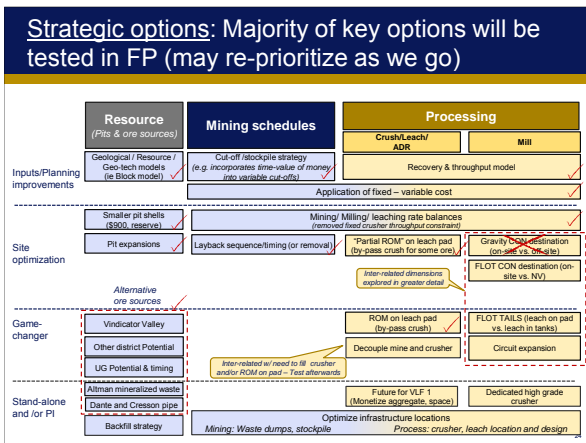 Strategic options: Majority of key options will be
tested in FP (may re-prioritize as we go)
Resource
(Pits & ore sources)
Mining schedules
Processing
Crush/Leach/
ADR
Mill
Inputs/Planning
improvements
Geological / Resource /
Geo-tech models
(ie Block model)
Cut-off /stockpile strategy
(e.g. incorporates time-value of money
into variable cut-offs)
Recovery & throughput model
Application of fixed – variable cost
Site
optimization
Smaller pit shells
($900, reserve)
Mining/ Milling/ leaching rate balances
(removed fixed crusher throughput constraint)
Pit expansions
Layback sequence/timing (or removal)
"Partial ROM" on leach pad
(by-pass crush for some ore)
Gravity CON destination
(on-site vs. off-site)
Inter-related dimensions
explored in greater detail
FLOT CON destination (on-
site vs. NV)
Alternative
ore sources
Game-
changer
Vindicator Valley
ROM on leach pad
(by-pass crush)
FLOT TAILS (leach on pad
vs. leach in tanks)
Other district Potential
Decouple mine and crusher
Circuit expansion
UG Potential & timing
Inter-related w/ need to fill crusher
and/or ROM on pad – Test afterwards
Stand-alone
and /or PI
Altman mineralized waste
Dante and Cresson pipe
Future for VLF 1
(Monetize aggregate, space)
Dedicated high grade
crusher
Backfill strategy
Optimize infrastructure locations
Mining: Waste dumps, stockpile
Process: crusher, leach location and design